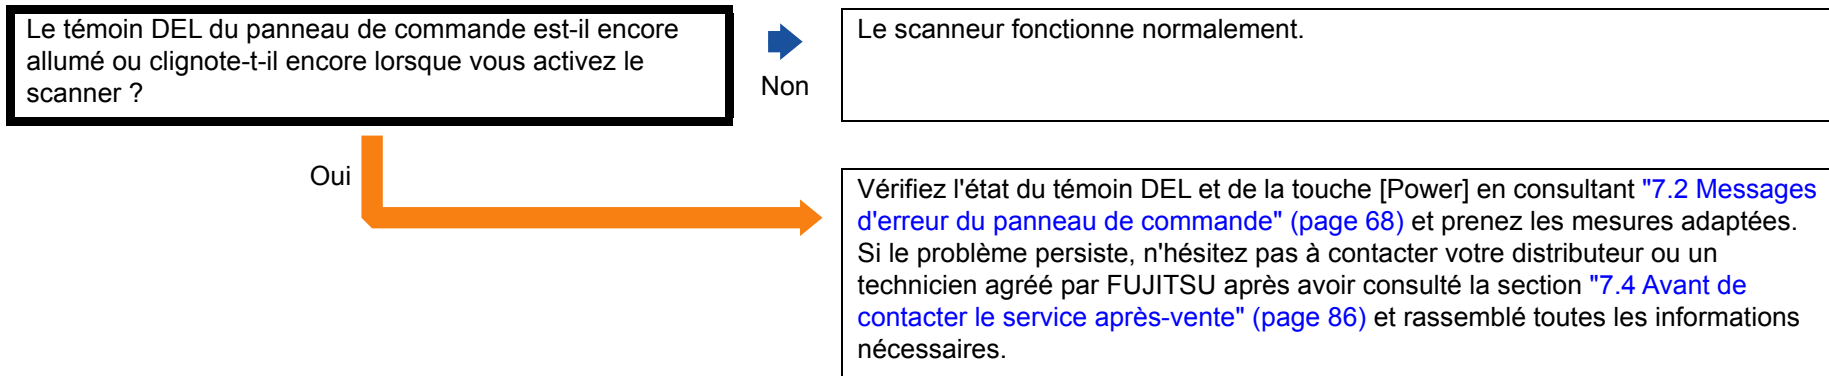 Le témoin DEL du panneau de commande est-il encore
allumé ou clignote-t-il encore lorsque vous activez le
scanner ?
Non
Le scanneur fonctionne normalement.
Oui
Vérifiez l'état du témoin DEL et de la touche [Power] en consultant "7.2 Messages
d'erreur du panneau de commande" (page 68) et prenez les mesures adaptées.
Si le problème persiste, n'hésitez pas à contacter votre distributeur ou un
technicien agréé par FUJITSU après avoir consulté la section "7.4 Avant de
contacter le service après-vente" (page 86) et rassemblé toutes les informations
nécessaires.